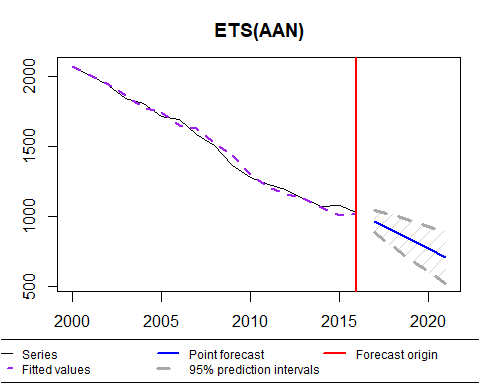 ETS(AAN)
2000
1500
1000
500
2000 2005 2010 2015 2020
Series Point forecast Forecast origin
Fitted values 95% prediction intervals